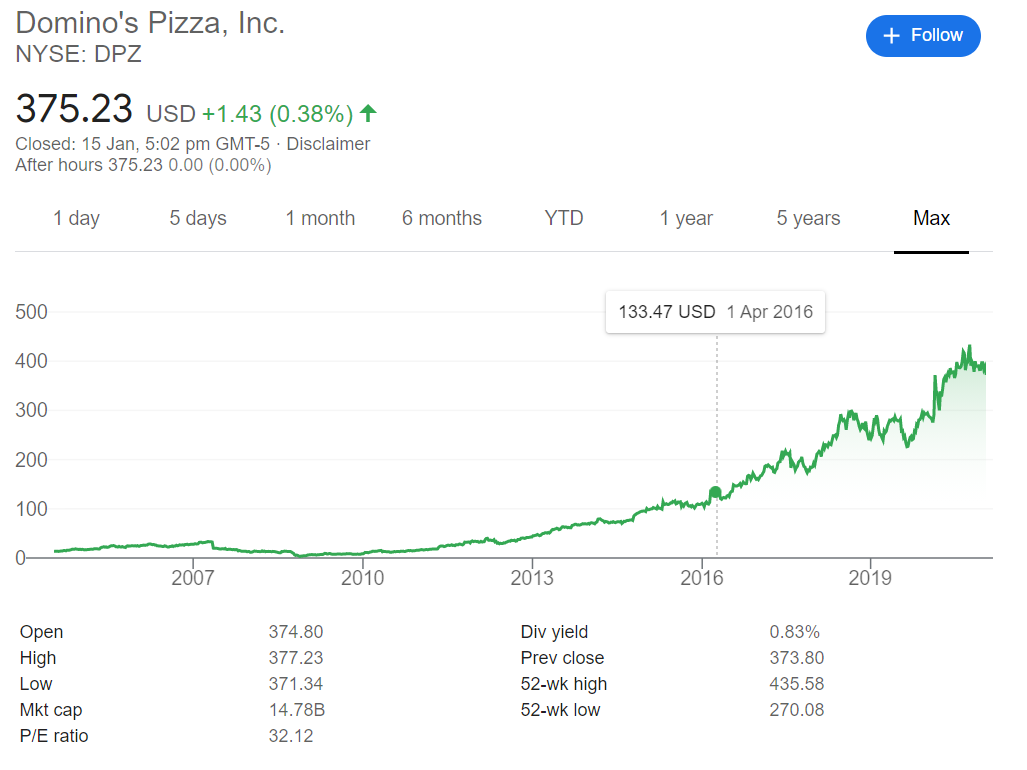 Domino's Pizza, Inc.
NYSE: DPZ
+ Follow
375.23 USD +1.43 (0.38%)
Closed: 15 Jan, 5:02 pm GMT-5 · Disclaimer
After hours 375.23 0.00 (0.00%)
1 day 5 days 1 month 6 months YTD 1 year 5 years Max
133.47 USD 1 Apr 2016
500
400
300
200
100
0
2007 2010 2013 2016 2019
Open 374.80 Div yield 0.83%
High 377.23 Prev close 373.80
Low 371.34 52-wk high 435.58
Mkt cap 14.78B 52-wk low 270.08
P/E ratio 32.12